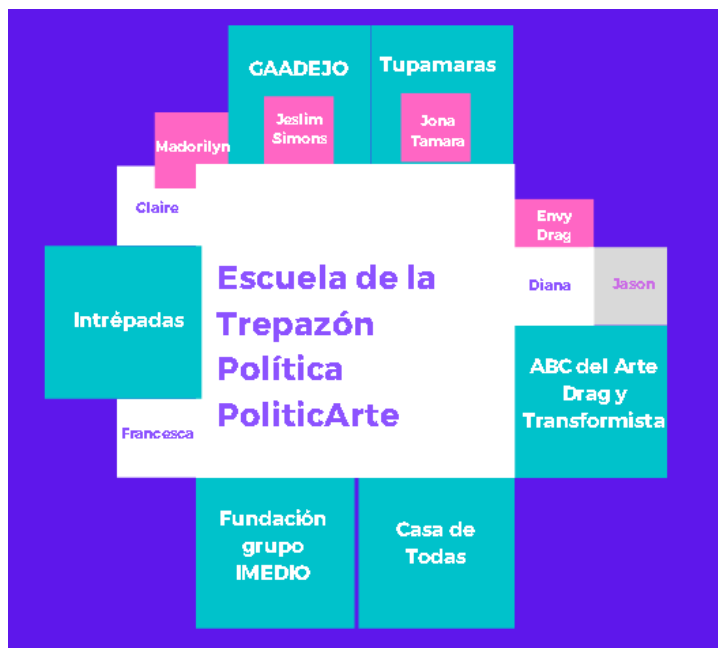 GAADEJO
Tupamaras
Jeslim
Simons
Jona
Tamara
Madorilyn
Claire
Envy
Drag
Escuela de la
Trepazón
Política
PoliticArte
Diana
Jason
Intrépadas
ABC del Arte
Drag y
Transformista
Francesca
Fundación
grupo
IMEDIO
Casa de
Todas